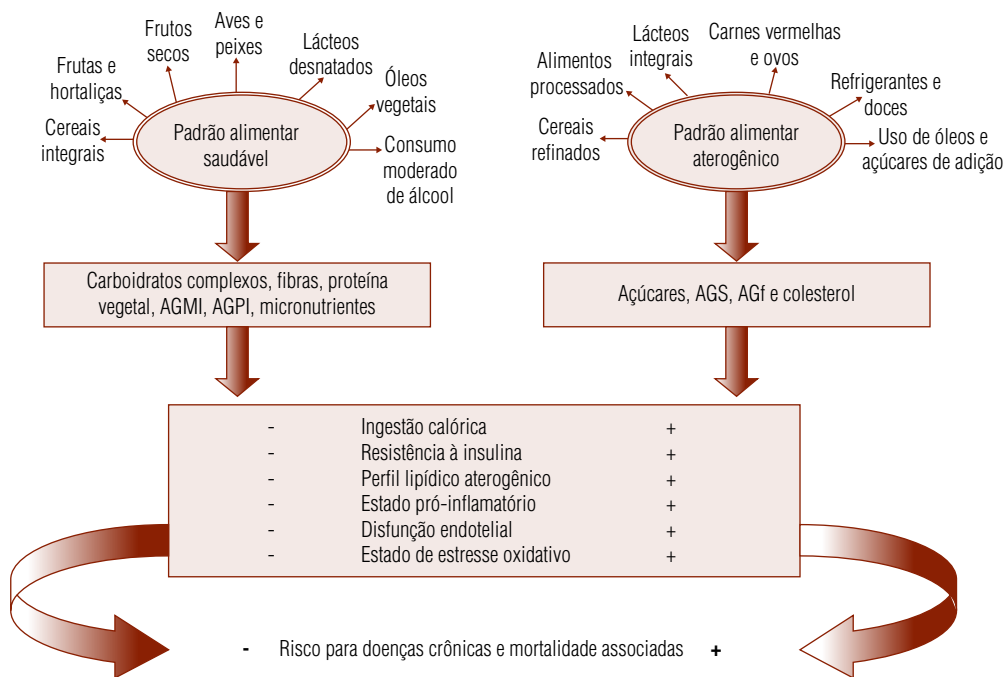 Cereais
integrais
Frutas e
hortaliças
Frutos
secos
Aves e
peixes
Lácteos
desnatados
Óleos
vegetais
Consumo
moderado
de álcool
Padrão alimentar
saudável
Cereais
refinados
Alimentos
processados
Lácteos
integrais
Carnes vermelhas
e ovos
Refrigerantes e
doces
Uso de óleos e
açúcares de adição
Padrão alimentar
aterogênico
Carboidratos complexos, fibras, proteína
vegetal, AGMI, AGPI, micronutrientes
Açúcares, AGS, AGf e colesterol
- Ingestão calórica +
- Resistência à insulina +
- Perfil lipídico aterogênico +
- Estado pró-inflamatório +
- Disfunção endotelial +
- Estado de estresse oxidativo +
- Risco para doenças crônicas e mortalidade associadas +